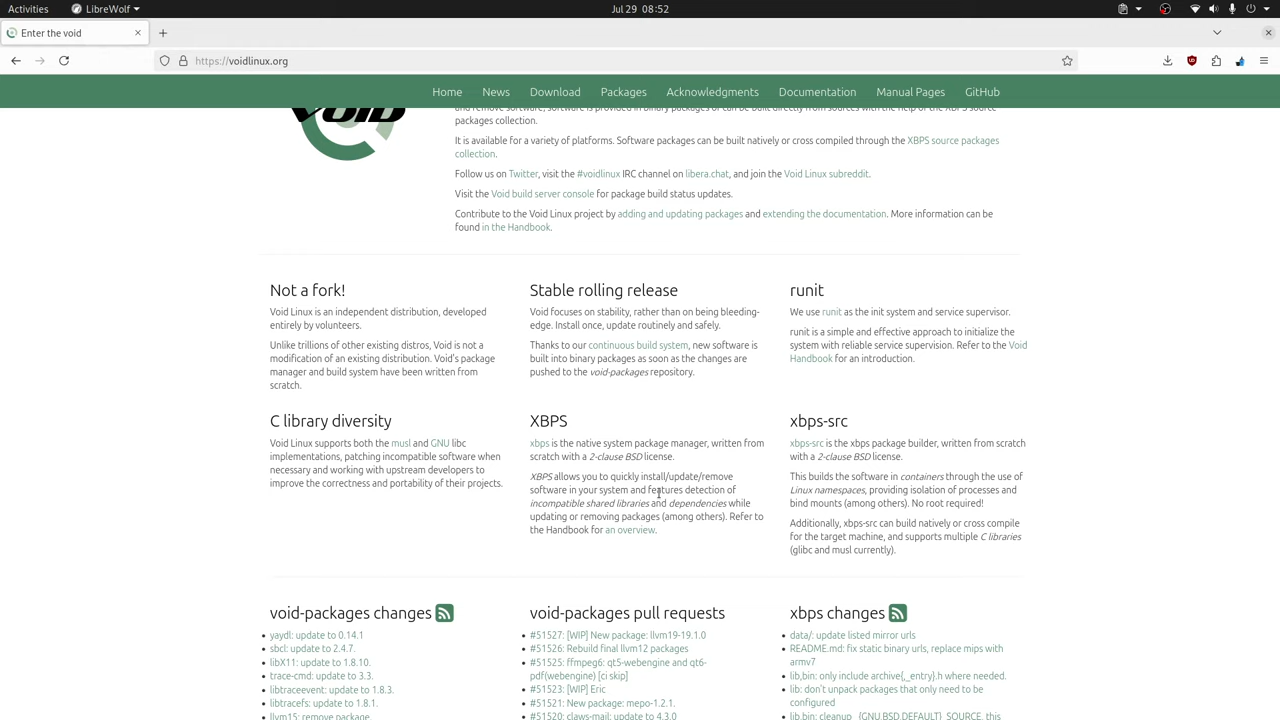 Activities
LibreWolf
Jul 29 08:52
Enter the void
https://voidlinux.org
Home
News
Download
Packages
Acknowledgments
Documentation
Manual Pages
GitHub
VOID
and remove software; software is provided in binary packages or can be built directly from sources with the help of the XBPS source
packages collection.
It is available for a variety of platforms. Software packages can be built natively or cross compiled through the XBPS source packages
collection.
Follow us on Twitter, visit the #voidlinux IRC channel on libera.chat, and join the Void Linux subreddit.
Visit the Void build server console for package build status updates.
Contribute to the Void Linux project by adding and updating packages and extending the documentation. More information can be
found in the Handbook.
Not a fork!
Void Linux is an independent distribution, developed
entirely by volunteers.
Unlike trillions of other existing distros, Void is not a
modification of an existing distribution. Void's package
manager and build system have been written from
scratch.
Stable rolling release
Void focuses on stability, rather than on being bleeding-
edge. Install once, update routinely and safely.
Thanks to our continuous build system, new software is
built into binary packages as soon as the changes are
pushed to the void-packages repository.
runit
We use runit as the init system and service supervisor.
runit is a simple and effective approach to initialize the
system with reliable service supervision. Refer to the Void
Handbook for an introduction.
C library diversity
Void Linux supports both the musl and GNU libc
implementations, patching incompatible software when
necessary and working with upstream developers to
improve the correctness and portability of their projects.
XBPS
xbps is the native system package manager, written from
scratch with a 2-clause BSD license.
XBPS allows you to quickly install/update/remove
software in your system and features detection of
incompatible shared libraries and dependencies while
updating or removing packages (among others). Refer to
the Handbook for an overview.
xbps-src
xbps-src is the xbps package builder, written from scratch
with a 2-clause BSD license.
This builds the software in containers through the use of
Linux namespaces, providing isolation of processes and
bind mounts (among others). No root required!
Additionally, xbps-src can build natively or cross compile
for the target machine, and supports multiple C libraries
(glibc and musl currently).
void-packages changes
yaydl: update to 0.14.1
sbcl: update to 2.4.7.
libX11: update to 1.8.10.
trace-cmd: update to 3.3.
libtraceevent: update to 1.8.3.
libtracefs: update to 1.8.1.
llvm15: remove package.
void-packages pull requests
#51527: [WIP] New package: llvm19-19.1.0
#51526: Rebuild final llvm12 packages
#51525: ffmpeg6: qt5-webengine and qt6-
pdf(webengine) [ci skip]
#51523: [WIP] Eric
#51521: New package: mepo-1.2.1.
#51520: claws-mail: update to 4.3.0
xbps changes
data/: update listed mirror urls
README.md: fix static binary urls, replace mips with
armv7
lib,bin: only include archive{,_entry}.h where needed.
lib: don't unpack packages that only need to be
configured
lib,bin: cleanup _{GNU,BSD,DEFAULT}_SOURCE, this